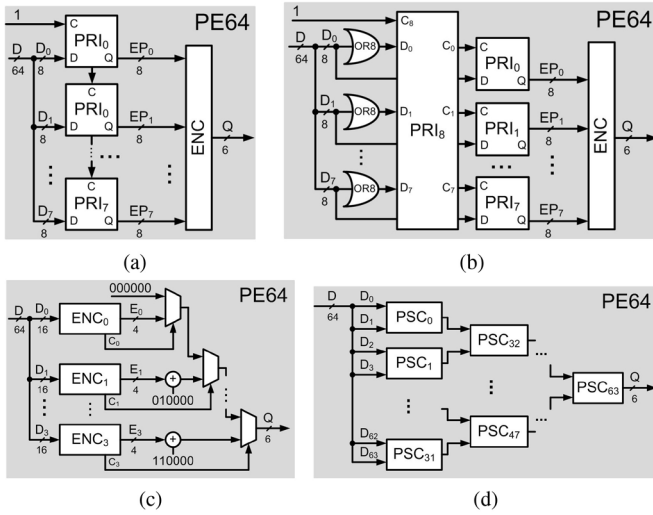 1
C
PRI0
D
Q
PE64
D
64
D0
8
EP0
8
C
PRI0
D
Q
D1
8
EP1
8
ENC
Q
6
C
PRI7
D
Q
D7
8
EP7
8
(a)
1
C8
PE64
D
64
D0
8
OR8
D0
C0
C
PRI0
D
Q
EP0
8
D1
8
OR8
D1
PRI8
C1
C
PRI1
D
Q
EP1
8
ENC
Q
6
D7
8
OR8
D7
C7
C
PRI7
D
Q
EP7
8
(b)
000000
PE64
D
64
D0
16
ENC0
E0
4
C0
D1
16
ENC1
E1
4
+
C1
010000
D3
16
ENC3
E3
4
+
C3
110000
Q
6
(c)
PE64
D
64
D0
D1
PSC0
D2
D3
PSC1
PSC32
...
PSC63
Q
6
D62
D63
PSC31
PSC47
...
(d)